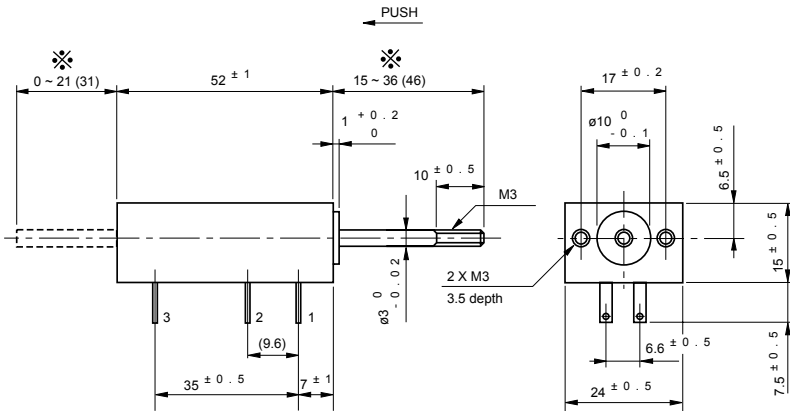 PUSH
※ ※
0 ~ 21 (31) 52 ± 1 15 ~ 36 (46) 17 ± 0.2
1 +0.2 0
ø10 0 -0.1
6.5 ± 0.5
10 ± 0.5
M3
15 ± 0.5
2 X M3
3.5 depth
ø3 0 -0.02
3 2 1
(9.6)
6.6 ± 0.5
7.5 ± 0.5
35 ± 0.5 7 ± 1
24 ± 0.5